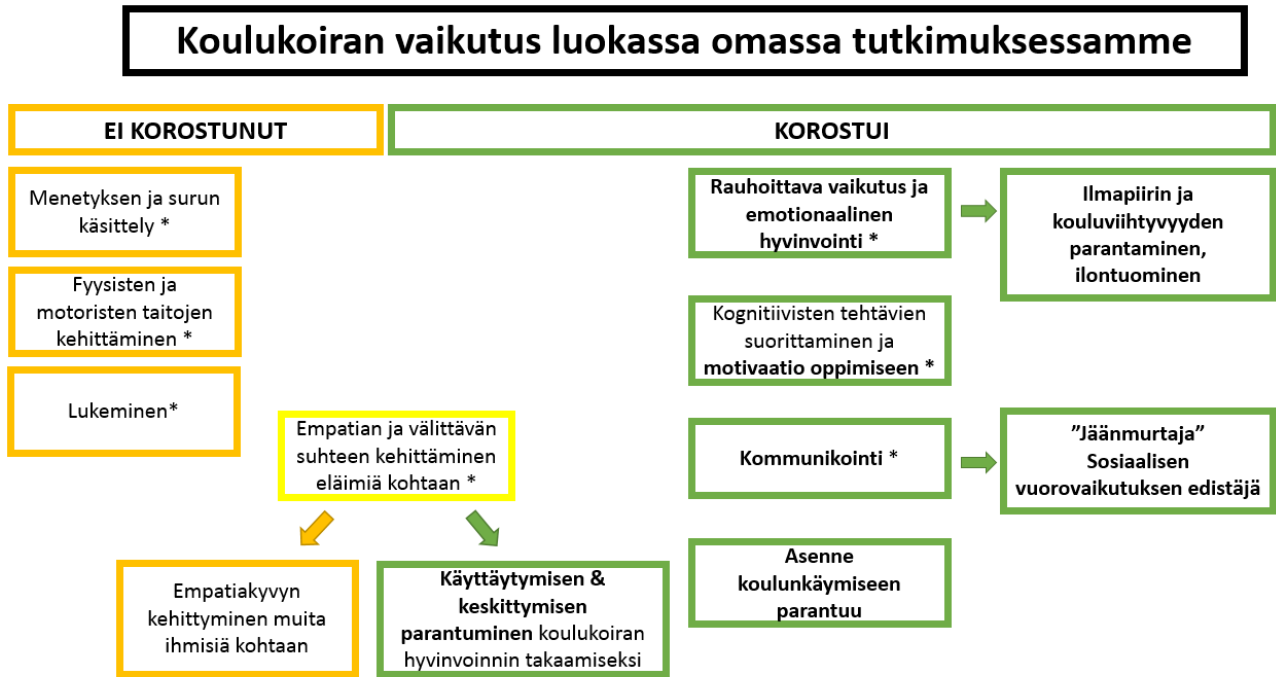 Koulukoiran vaikutus luokassa omassa tutkimuksessamme
EI KOROSTUNUT
KOROSTUI
Menetyksen ja surun
käsittely *
Fyysisten ja
motoristen taitojen
kehittäminen *
Lukeminen*
Empatian ja välittävän
suhteen kehittäminen
eläimiä kohtaan *
Empatiakyvyn
kehittyminen muita
ihmisiä kohtaan
Käyttäytymisen &
keskittymisen
parantuminen koulukoiran
hyvinvoinnin takaamiseksi
Rauhoittava vaikutus ja
emotionaalinen
hyvinvointi *
Ilmapiirin ja
kouluviihtyvyyden
parantaminen,
ilontuominen
Kognitiivisten tehtävien
suorittaminen ja
motivaatio oppimiseen *
Kommunikointi *
”Jäänmurtaja”
Sosiaalisen
vuorovaikutuksen edistäjä
Asenne
koulunkäymiseen
parantuu